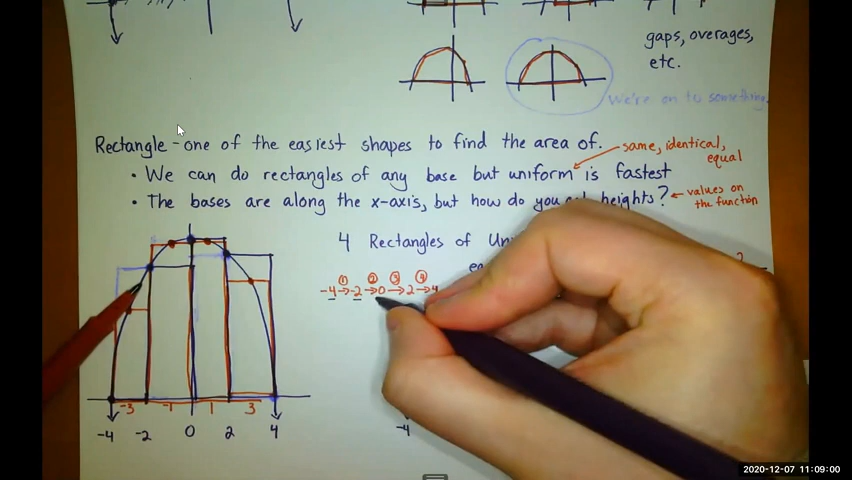 gaps, overages,
etc.
We're on to something.
Rectangle - one of the easiest shapes to find the area of.
same, identical,
equal
• We can do rectangles of any base but uniform is fastest
• The bases are along the x-axis, but how do you heights?
values on
the function
4 Rectangles of
① ② ③ ④
-4 → -2 → 0 → 2 → 4
-3 -1 1 3
-4 -2 0 2 4
-4
2020-12-07 11:09:00